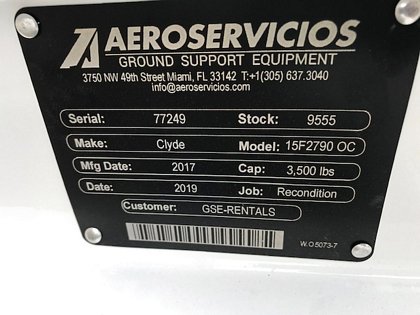 AEROSERVICIOS
GROUND SUPPORT EQUIPMENT
3750 NW 49th Street Miami, FL 33142 T:+1(305) 637.3040
info@aeroservicios.com
Serial: 77249 Stock: 9555
Make: Clyde Model: 15F2790 OC
Mfg Date: 2017 Cap: 3,500 lbs
Date: 2019 Job: Recondition
Customer: GSE-RENTALS
W.O 5073-7